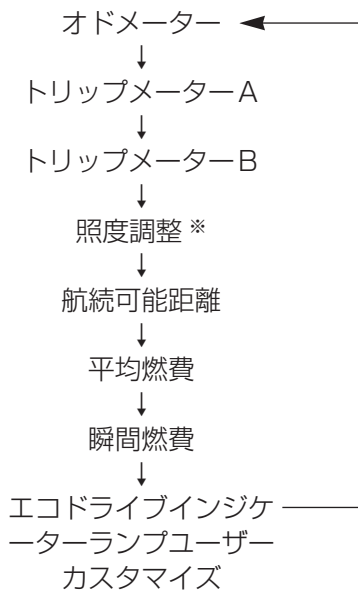 オドメーター
トリップメーターA
トリップメーターB
照度調整※
航続可能距離
平均燃費
瞬間燃費
エコドライブインジケ
ーターランプユーザー
カスタマイズ